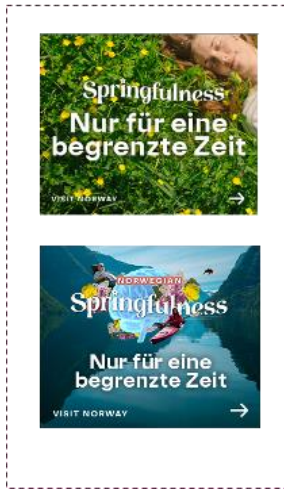 Springfulness
Nur für eine
begrenzte Zeit
VISIT NORWAY
NORWEGIAN
Springfulness
Nur für eine
begrenzte Zeit
VISIT NORWAY